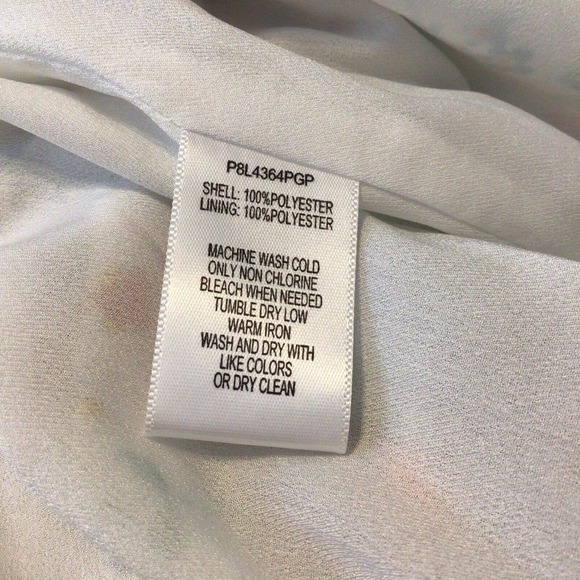 P8L4364PGP
SHELL: 100%POLYESTER
LINING: 100%POLYESTER
MACHINE WASH COLD
ONLY NON CHLORINE
BLEACH WHEN NEEDED
TUMBLE DRY LOW
WARM IRON
WASH AND DRY WITH
LIKE COLORS
OR DRY CLEAN